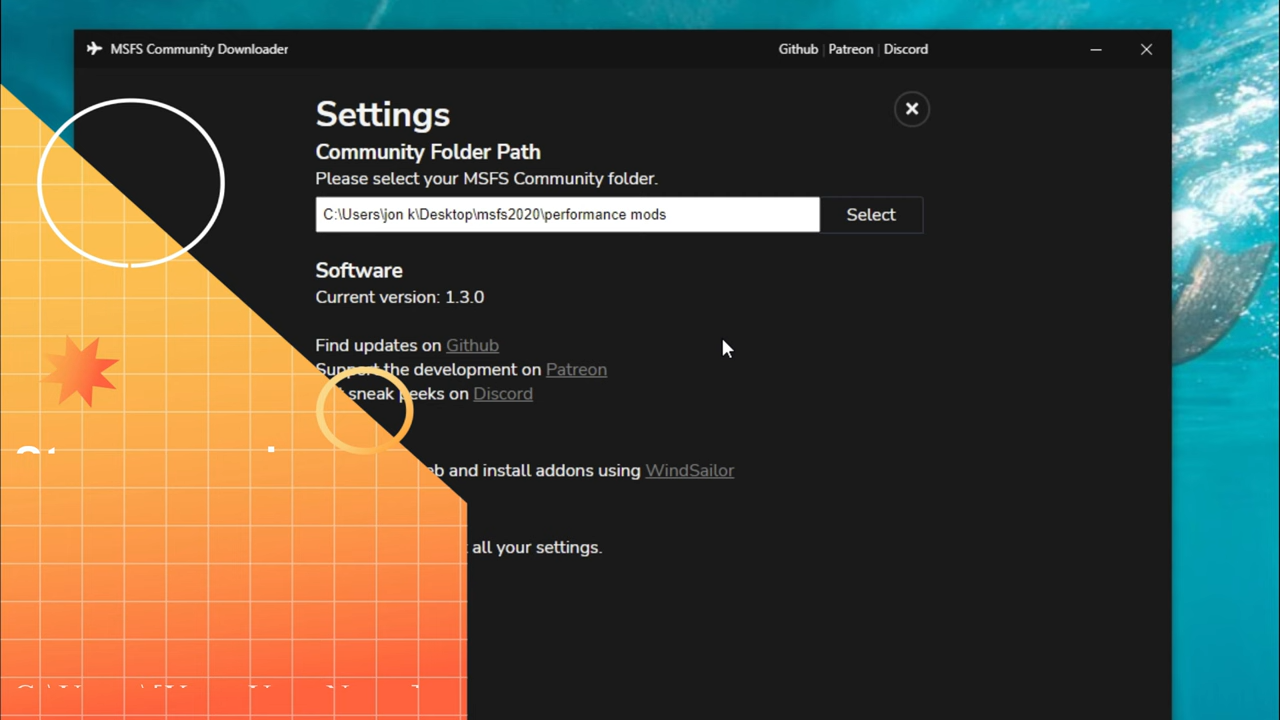 MSFS Community Downloader
Github | Patreon | Discord
Settings
Community Folder Path
Please select your MSFS Community folder.
C:\Users\jon k\Desktop\msfs2020\performance mods
Select
Software
Current version: 1.3.0
Find updates on Github
Support the development on Patreon
sneak peeks on Discord
and install addons using WindSailor
all your settings.